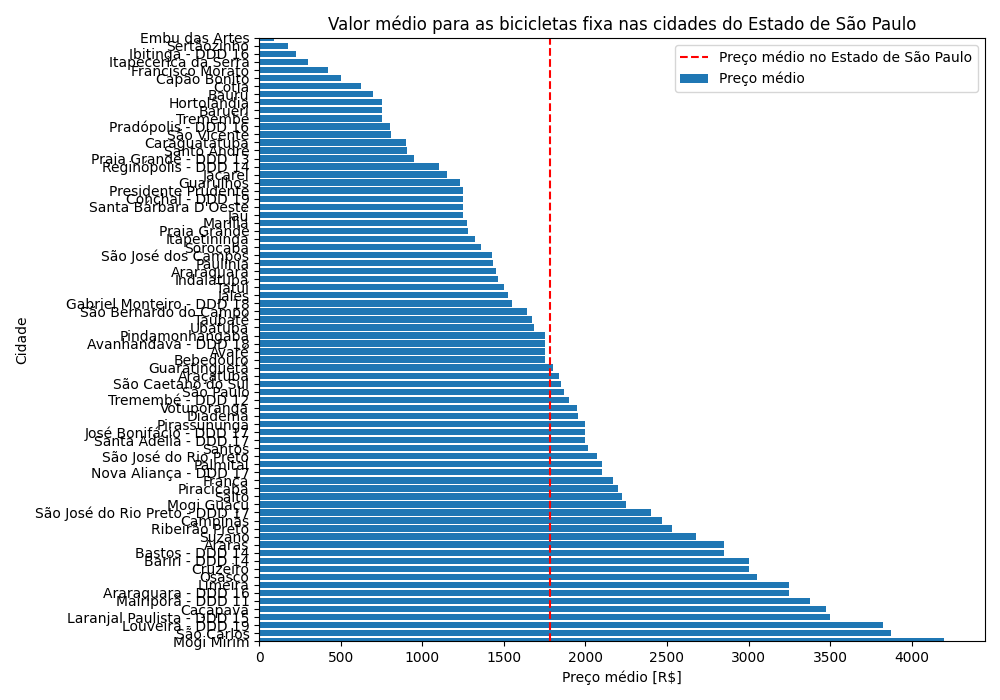 Valor médio para as bicicletas fixa nas cidades do Estado de São Paulo
Preço médio no Estado de São Paulo
Preço médio
Cidade
Embu das Artes
Sertãozinho
Ibitinga - DDD 16
Itapecerica da Serra
Francisco Morato
Capão Bonito
Cotia
Bauru
Hortolândia
Barueri
Tremembé
Pradópolis - DDD 16
São Vicente
Caraguatatuba
Santo André
Praia Grande - DDD 13
Reginópolis - DDD 14
Jacareí
Guarulhos
Presidente Prudente
Conchal - DDD 19
Santa Bárbara D'Oeste
Jaú
Marília
Praia Grande
Itapetininga
Sorocaba
São José dos Campos
Paulínia
Araraquara
Indaiatuba
Tatuí
Jales
Gabriel Monteiro - DDD 18
São Bernardo do Campo
Taubaté
Ubatuba
Pindamonhangaba
Avanhandava - DDD 18
Avaré
Bebedouro
Guaratinguetá
Araçatuba
São Caetano do Sul
São Paulo
Tremembé - DDD 12
Votuporanga
Diadema
Pirassununga
José Bonifácio - DDD 17
Santa Adélia - DDD 17
Santos
São José do Rio Preto
Palmital
Nova Aliança - DDD 17
Franca
Piracicaba
Salto
Mogi Guaçu
São José do Rio Preto - DDD 17
Campinas
Ribeirão Preto
Suzano
Araras
Bastos - DDD 14
Bariri - DDD 14
Cruzeiro
Osasco
Limeira
Araraquara - DDD 16
Mairiporã - DDD 11
Caçapava
Laranjal Paulista - DDD 15
Louveira - DDD 19
São Carlos
Mogi Mirim
0 500 1000 1500 2000 2500 3000 3500 4000
Preço médio [R$]